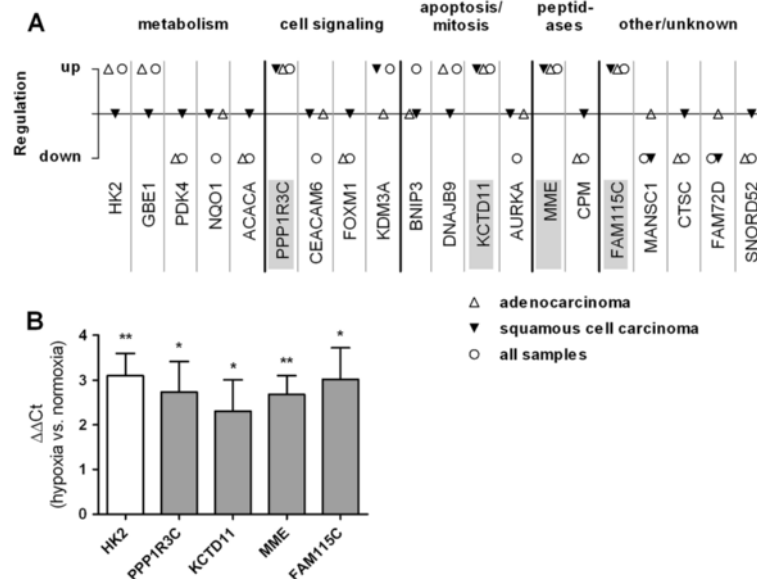 A
metabolism
cell signaling
apoptosis/
mitosis
peptid-
ases
other/unknown
Regulation
up
down
HK2
GBE1
PDK4
NQO1
ACACA
PPP1R3C
CEACAM6
FOXM1
KDM3A
BNIP3
DNAJB9
KCTD11
AURKA
MME
CPM
FAM115C
MANSC1
CTSC
FAM72D
SNORD52
adenocarcinoma
squamous cell carcinoma
all samples
B
ΔΔCt
(hypoxia vs. normoxia)
4
3
2
1
0
** * * ** *
HK2
PPP1R3C
KCTD11
MME
FAM115C